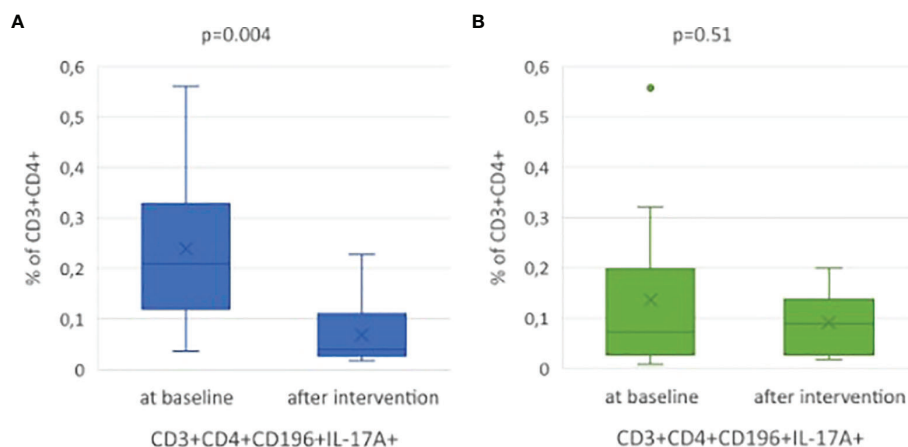 A
p=0.004
0,6
0,5
0,4
0,3
0,2
0,1
0
% of CD3+CD4+
at baseline
after intervention
CD3+CD4+CD196+IL-17A+
B
p=0.51
0,6
0,5
0,4
0,3
0,2
0,1
0
% of CD3+CD4+
at baseline
after intervention
CD3+CD4+CD196+IL-17A+